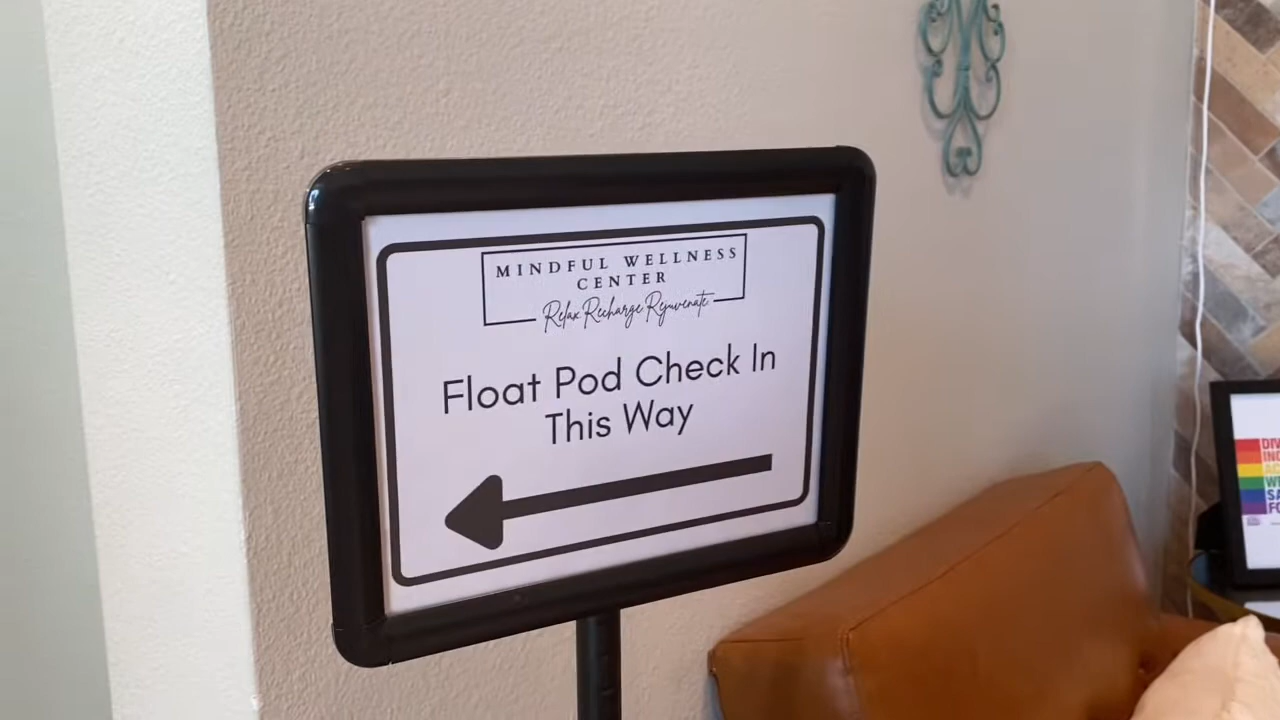 MINDFUL WELLNESS
CENTER
Relax Recharge Rejuvenate
Float Pod Check In
This Way